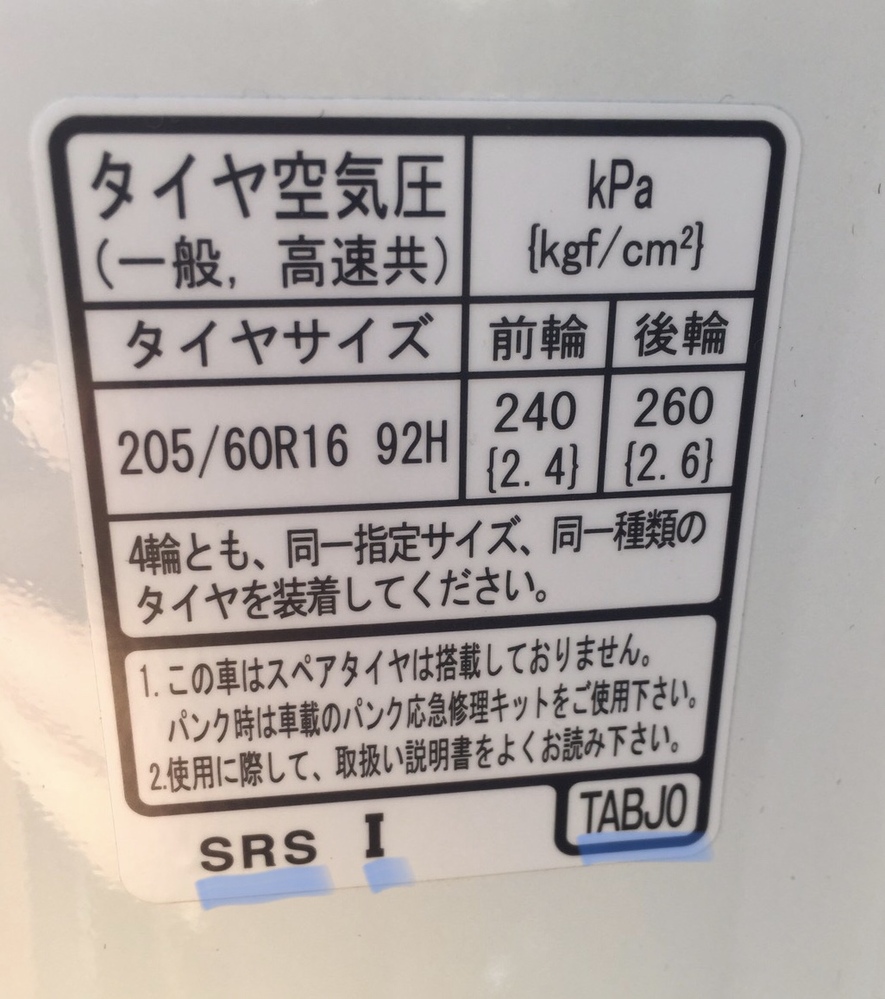 タイヤ空気圧
(一般, 高速共)
kPa
{kgf/cm²}
タイヤサイズ
前輪
後輪
205/60R16 92H
240
{2.4}
260
{2.6}
4輪とも、同一指定サイズ、同一種類の
タイヤを装着してください。
1.この車はスペアタイヤは搭載しておりません。
パンク時は車載のパンク応急修理キットをご使用下さい。
2.使用に際して、取扱い説明書をよくお読み下さい。
SRS I
TABJ0